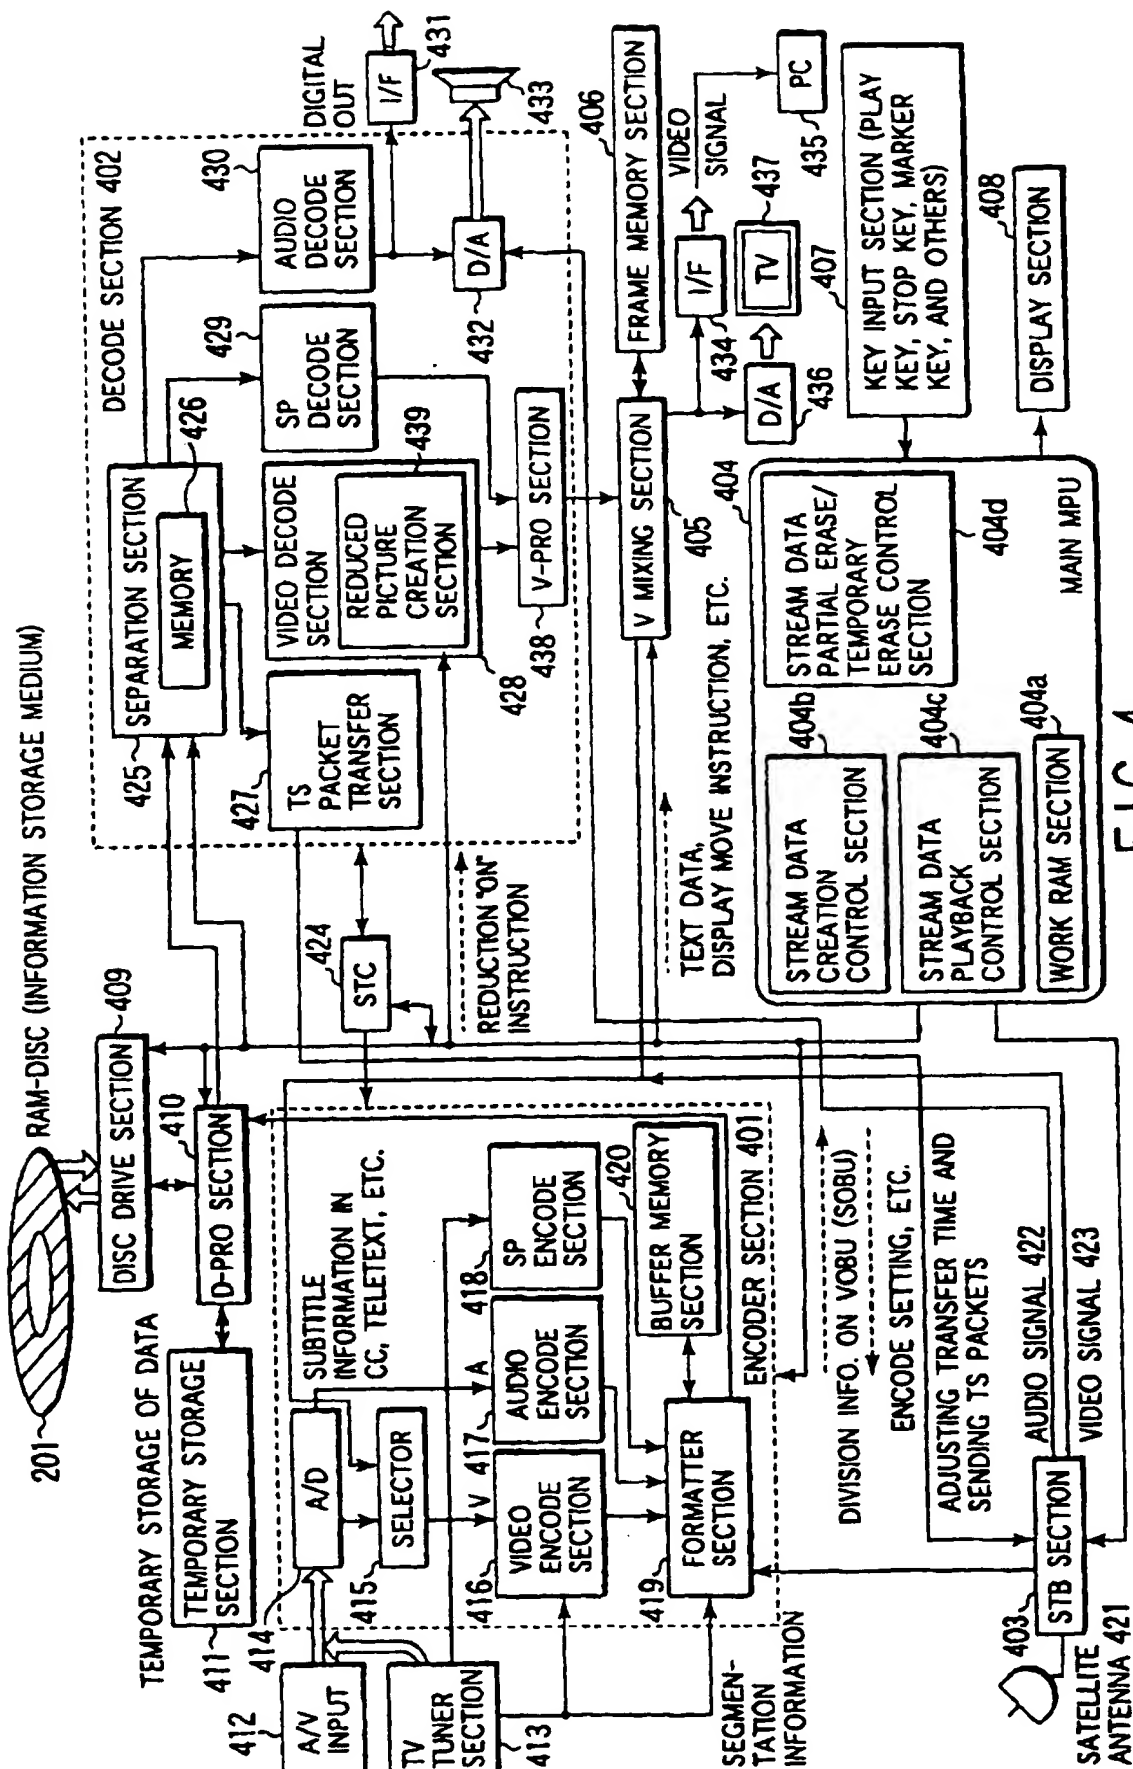 RAM-DISC (INFORMATION STORAGE MEDIUM)
201
DISC DRIVE SECTION
409
D-PRO SECTION
410
TEMPORARY STORAGE OF DATA
TEMPORARY STORAGE
SECTION
411
A/V
INPUT
412
TV
TUNER
SECTION
413
A/D
414
SELECTOR
415
SUBTITLE
INFORMATION IN
CC, TELETEXT, ETC.
V
A
VIDEO
ENCODE
SECTION
416
AUDIO
ENCODE
SECTION
417
SP
ENCODE
SECTION
418
FORMATTER
SECTION
419
BUFFER MEMORY
SECTION
420
ENCODER SECTION 401
SEGMEN-
TATION
INFORMATION
STC
424
REDUCTION "ON"
INSTRUCTION
DECODE SECTION 402
SEPARATION SECTION
425
MEMORY
426
TS
PACKET
TRANSFER
SECTION
427
VIDEO DECODE
SECTION
428
REDUCED
PICTURE
CREATION
SECTION
439
SP
DECODE
SECTION
429
AUDIO
DECODE
SECTION
430
V-PRO SECTION
438
D/A
432
DIGITAL
OUT
I/F
431
433
V MIXING SECTION
405
FRAME MEMORY SECTION
406
I/F
434
VIDEO
SIGNAL
PC
435
D/A
436
TV
437
TEXT DATA,
DISPLAY MOVE INSTRUCTION, ETC.
DIVISION INFO. ON VOBU (SOBU)
ENCODE SETTING, ETC.
ADJUSTING TRANSFER TIME AND
SENDING TS PACKETS
AUDIO SIGNAL 422
VIDEO SIGNAL 423
STB SECTION
403
SATELLITE
ANTENNA 421
404
STREAM DATA
CREATION
CONTROL SECTION
404b
STREAM DATA
PLAYBACK
CONTROL SECTION
404c
WORK RAM SECTION
404a
STREAM DATA
PARTIAL ERASE/
TEMPORARY
ERASE CONTROL
SECTION
404d
MAIN MPU
KEY INPUT SECTION (PLAY
KEY, STOP KEY, MARKER
KEY, AND OTHERS)
407
DISPLAY SECTION
408